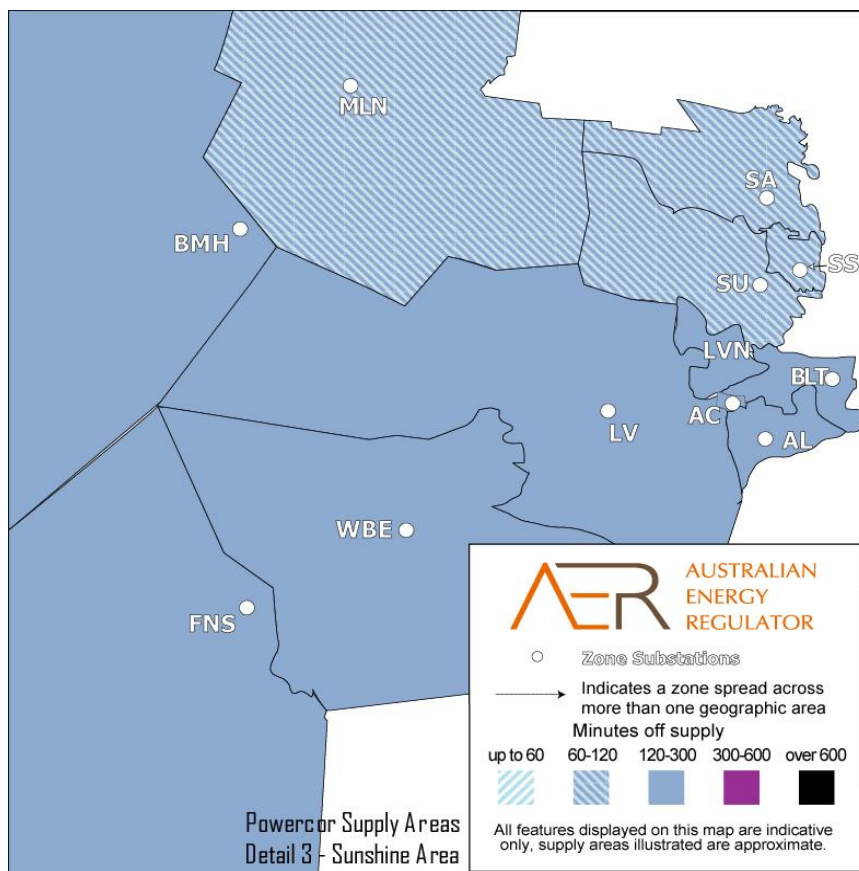 MLN
SA
BMH
SS
SU
LVN
BLT
AC
LV
AL
WBE
FNS
AER
AUSTRALIAN
ENERGY
REGULATOR
Zone Substations
Indicates a zone spread across
more than one geographic area
Minutes off supply
up to 60 60-120 120-300 300-600 over 600
All features displayed on this map are indicative
only, supply areas illustrated are approximate.
Powercor Supply Areas
Detail 3 - Sunshine Area